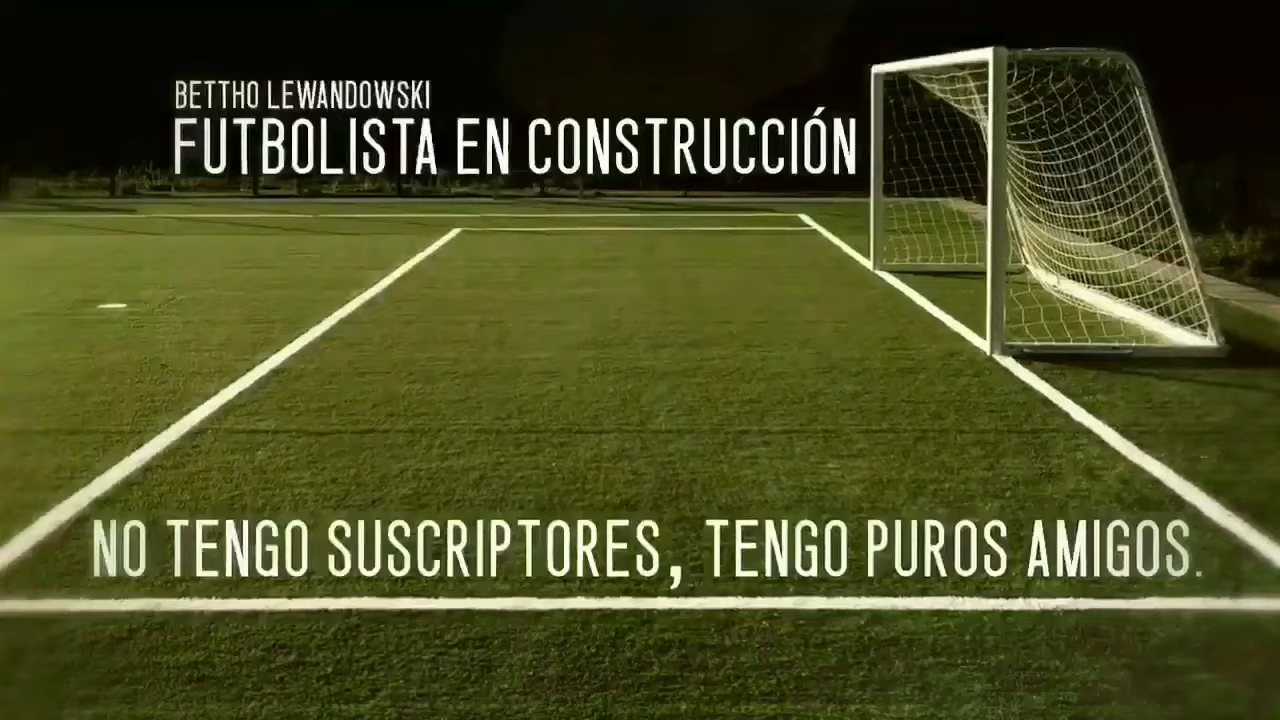 BETTHO LEWANDOWSKI
FUTBOLISTA EN CONSTRUCCIÓN
NO TENGO SUSCRIPTORES, TENGO PUROS AMIGOS.